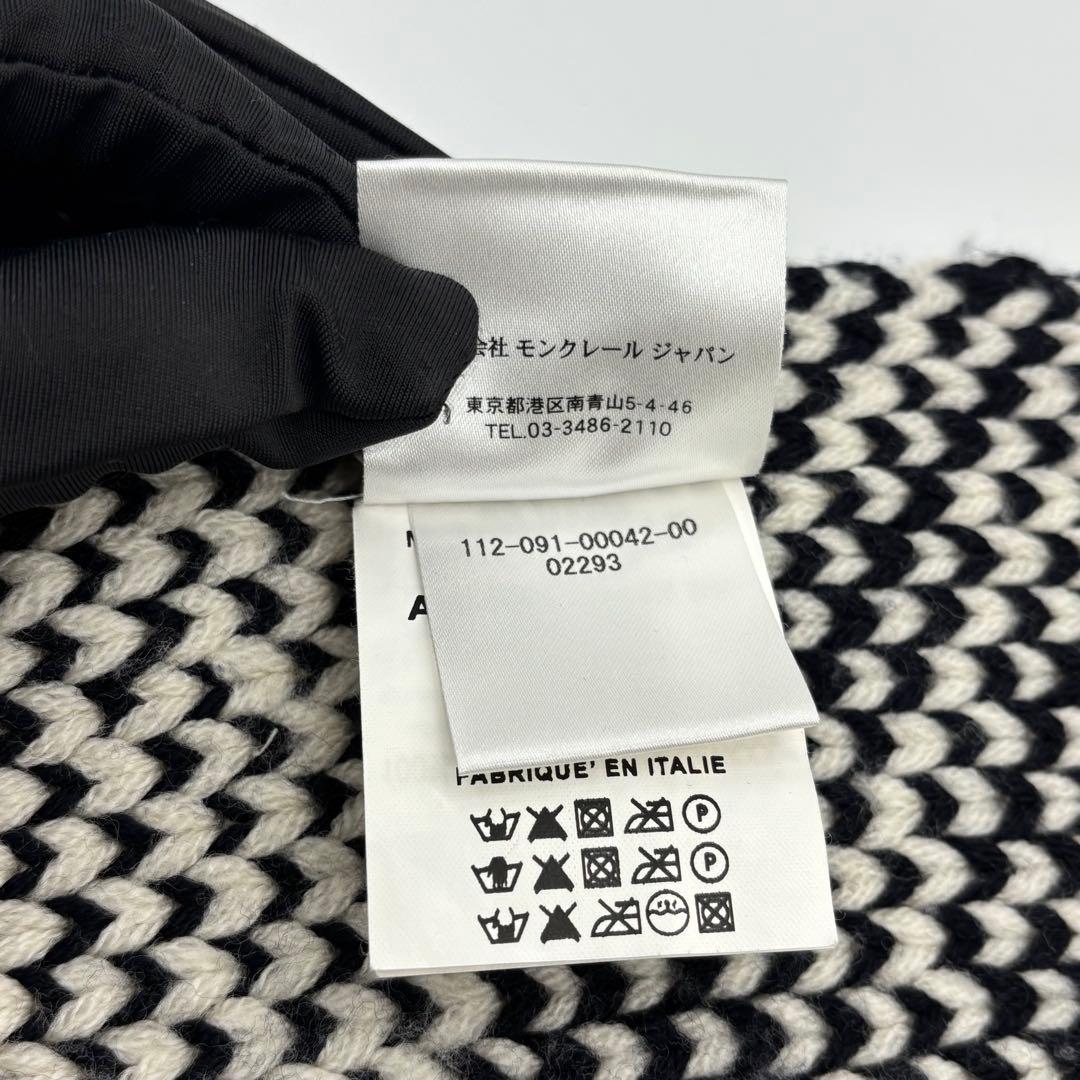 会社 モンクレール ジャパン
東京都港区南青山5-4-46
TEL.03-3486-2110
112-091-00042-00
02293
FABRIQUE' EN ITALIE
P
P